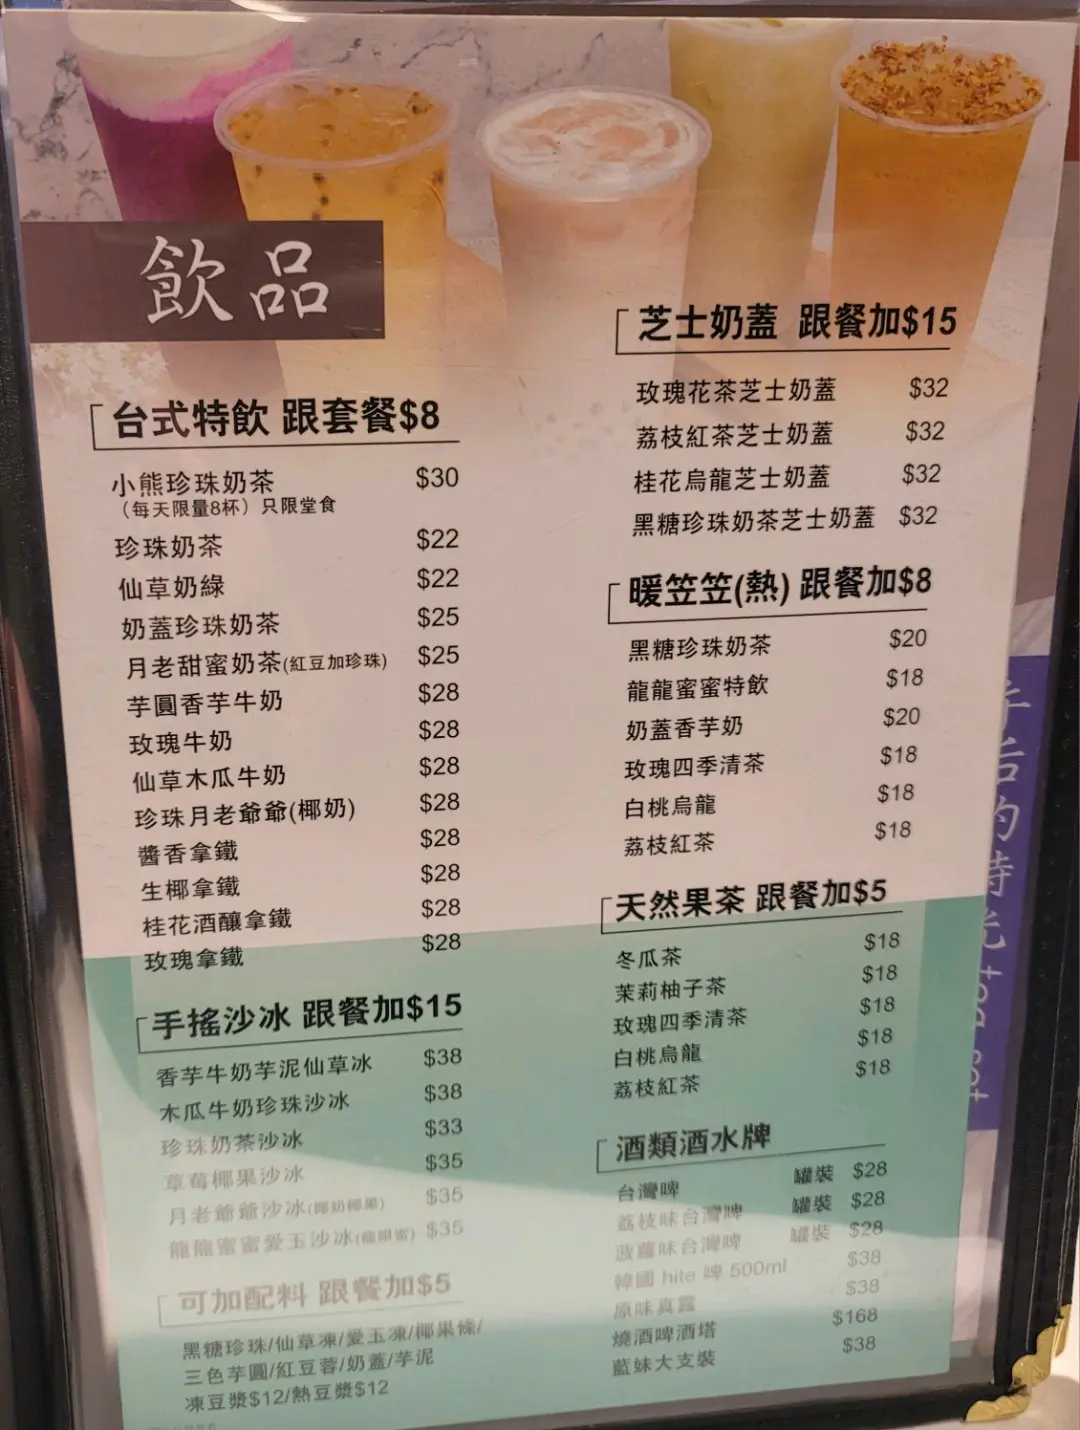 飲品
台式特飲 跟套餐$8
小熊珍珠奶茶 $30
(每天限量8杯) 只限堂食
珍珠奶茶 $22
仙草奶綠 $22
奶蓋珍珠奶茶 $25
月老甜蜜奶茶(紅豆加珍珠) $25
芋圓香芋牛奶 $28
玫瑰牛奶 $28
仙草木瓜牛奶 $28
珍珠月老爺爺(椰奶) $28
醬香拿鐵 $28
生椰拿鐵 $28
桂花酒釀拿鐵 $28
玫瑰拿鐵 $28
手搖沙冰 跟餐加$15
香芋牛奶芋泥仙草冰 $38
木瓜牛奶珍珠沙冰 $38
珍珠奶茶沙冰 $33
草莓椰果沙冰 $35
月老爺爺沙冰(椰奶椰果) $35
龍龍蜜蜜愛玉沙冰(龍眼蜜) $35
可加配料 跟餐加$5
黑糖珍珠/仙草凍/愛玉凍/椰果條/
三色芋圓/紅豆蓉/奶蓋/芋泥
凍豆漿$12/熱豆漿$12
芝士奶蓋 跟餐加$15
玫瑰花茶芝士奶蓋 $32
荔枝紅茶芝士奶蓋 $32
桂花烏龍芝士奶蓋 $32
黑糖珍珠奶茶芝士奶蓋 $32
暖笠笠(熱) 跟餐加$8
黑糖珍珠奶茶 $20
龍龍蜜蜜特飲 $18
奶蓋香芋奶 $20
玫瑰四季清茶 $18
白桃烏龍 $18
荔枝紅茶 $18
天然果茶 跟餐加$5
冬瓜茶 $18
茉莉柚子茶 $18
玫瑰四季清茶 $18
白桃烏龍 $18
荔枝紅茶 $18
酒類酒水牌
台灣啤 罐裝 $28
荔枝味台灣啤 罐裝 $28
菠蘿味台灣啤 罐裝 $28
韓國 hite 啤 500ml $38
原味真露 $38
燒酒啤酒塔 $168
藍妹大支裝 $38